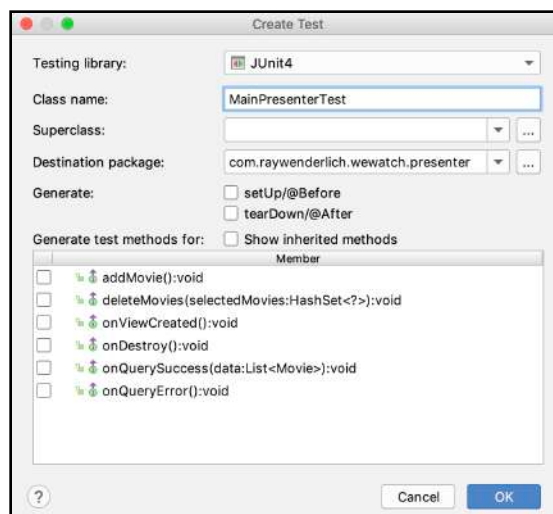 Create Test
Testing library: JUnit4
Class name: MainPresenterTest
Superclass: ...
Destination package: com.raywenderlich.wewatch.presenter ...
Generate: setUp/@Before
tearDown/@After
Generate test methods for: Show inherited methods
Member
addMovie():void
deleteMovies(selectedMovies:HashSet<?>):void
onViewCreated():void
onDestroy():void
onQuerySuccess(data:List<Movie>):void
onQueryError():void
? Cancel OK